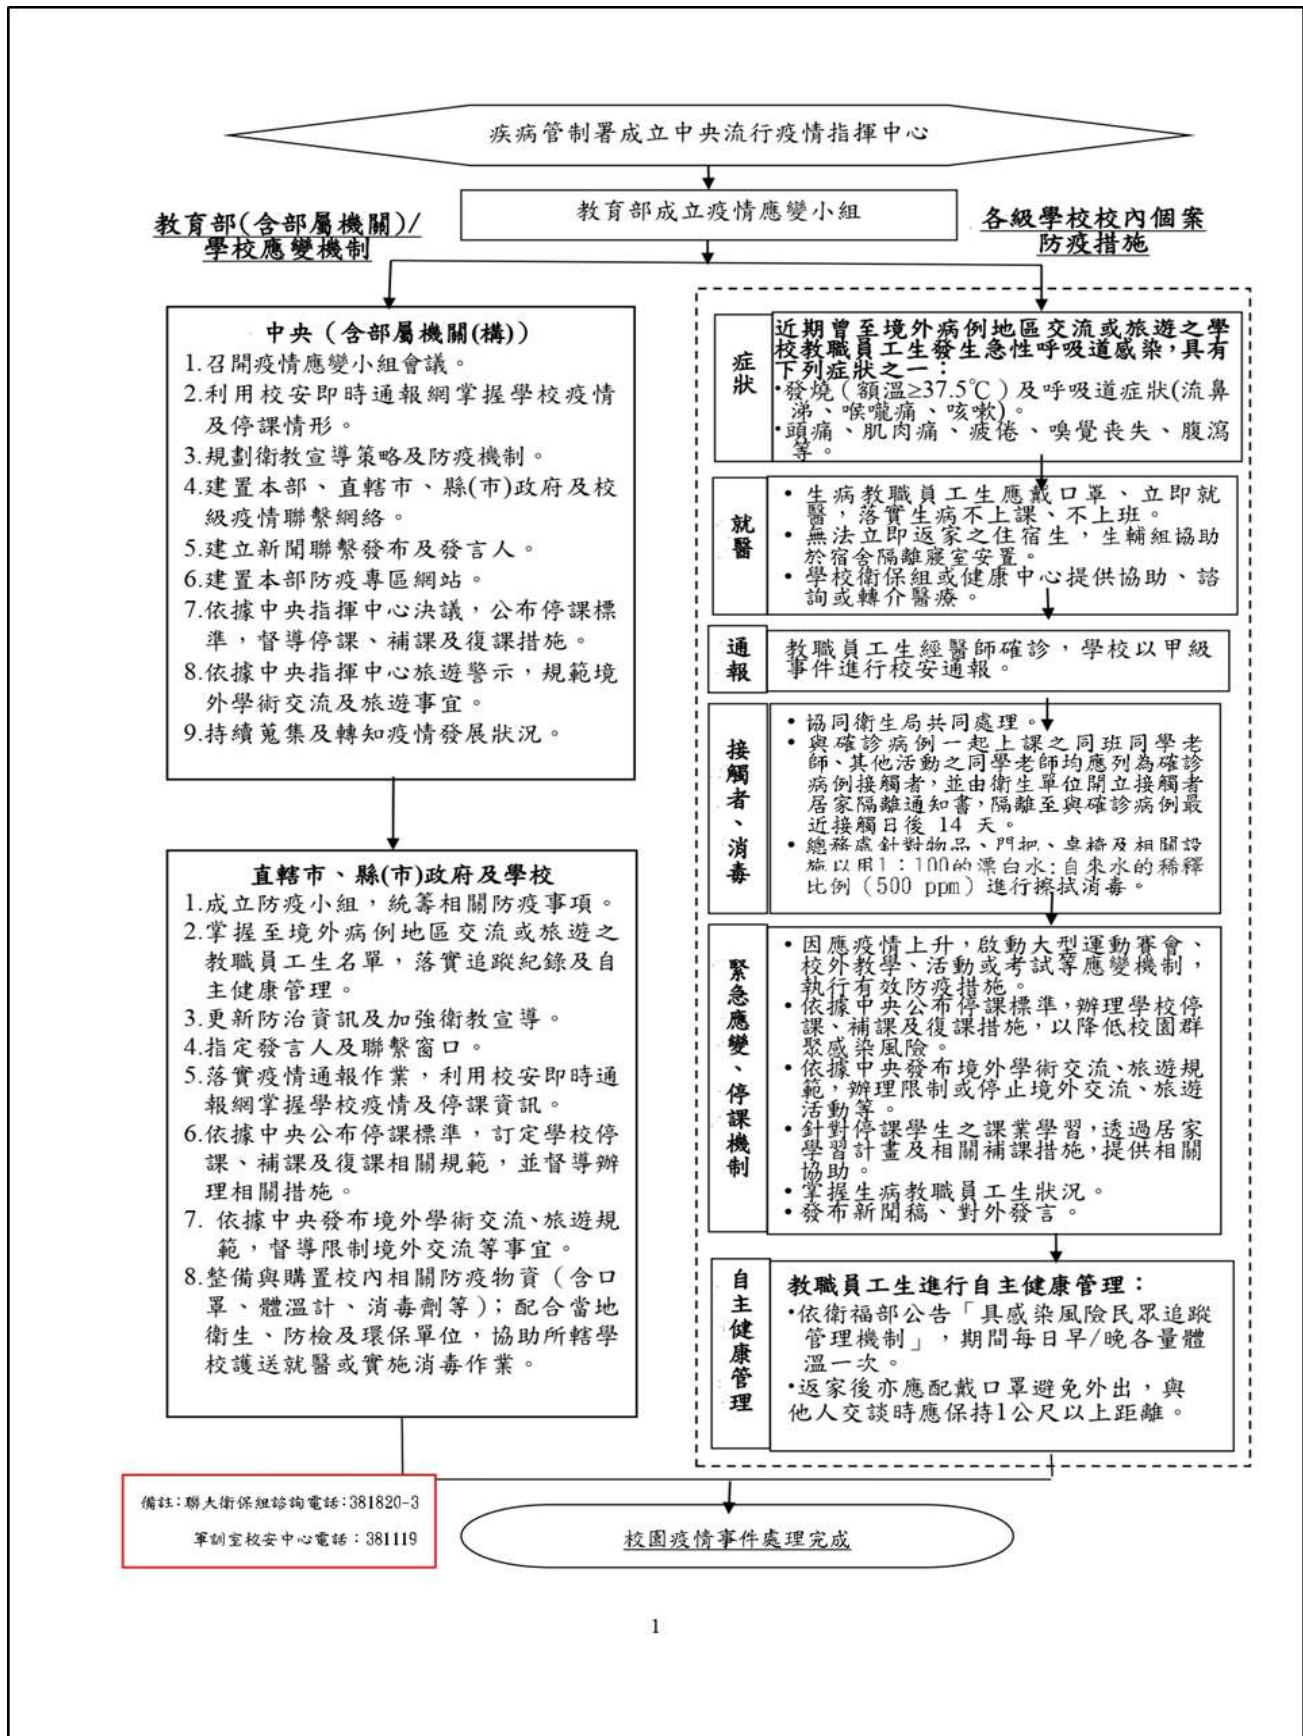 疾病管制署成立中央流行疫情指揮中心
教育部成立疫情應變小組
教育部(含部屬機關)/
學校應變機制
各級學校校內個案
防疫措施
中央（含部屬機關(構)）
1.召開疫情應變小組會議。
2.利用校安即時通報網掌握學校疫情
及停課情形。
3.規劃衛教宣導策略及防疫機制。
4.建置本部、直轄市、縣(市)政府及校
級疫情聯繫網絡。
5.建立新聞聯繫發布及發言人。
6.建置本部防疫專區網站。
7.依據中央指揮中心決議，公布停課標
準，督導停課、補課及復課措施。
8.依據中央指揮中心旅遊警示，規範境
外學術交流及旅遊事宜。
9.持續蒐集及轉知疫情發展狀況。
直轄市、縣(市)政府及學校
1.成立防疫小組，統籌相關防疫事項。
2.掌握至境外病例地區交流或旅遊之
教職員工生名單，落實追蹤紀錄及自
主健康管理。
3.更新防治資訊及加強衛教宣導。
4.指定發言人及聯繫窗口。
5.落實疫情通報作業，利用校安即時通
報網掌握學校疫情及停課資訊。
6.依據中央公布停課標準，訂定學校停
課、補課及復課相關規範，並督導辦
理相關措施。
7. 依據中央發布境外學術交流、旅遊規
範，督導限制境外交流等事宜。
8.整備與購置校內相關防疫物資（含口
罩、體溫計、消毒劑等）；配合當地
衛生、防檢及環保單位，協助所轄學
校護送就醫或實施消毒作業。
症狀
近期曾至境外病例地區交流或旅遊之學
校教職員工生發生急性呼吸道感染，具有
下列症狀之一：
•發燒（額溫≥37.5℃）及呼吸道症狀(流鼻
涕、喉嚨痛、咳嗽)。
•頭痛、肌肉痛、疲倦、嗅覺喪失、腹瀉
等。
就醫
• 生病教職員工生應戴口罩、立即就
醫，落實生病不上課、不上班。
• 無法立即返家之住宿生，生輔組協助
於宿舍隔離寢室安置。
• 學校衛保組或健康中心提供協助、諮
詢或轉介醫療。
通報
教職員工生經醫師確診，學校以甲級
事件進行校安通報。
接觸者、消毒
• 協同衛生局共同處理。
• 與確診病例一起上課之同班同學老
師、其他活動之同學老師均應列為確診
病例接觸者，並由衛生單位開立接觸者
居家隔離通知書，隔離至與確診病例最
近接觸日後 14 天。
• 總務處針對物品、門把、桌椅及相關設
施以用1：100的漂白水:自來水的稀釋
比例（500 ppm）進行擦拭消毒。
緊急應變、停課機制
• 因應疫情上升，啟動大型運動賽會、
校外教學、活動或考試等應變機制，
執行有效防疫措施。
• 依據中央公布停課標準，辦理學校停
課、補課及復課措施，以降低校園群
聚感染風險。
• 依據中央發布境外學術交流、旅遊規
範，辦理限制或停止境外交流、旅遊
活動等。
• 針對停課學生之課業學習，透過居家
學習計畫及相關補課措施，提供相關
協助。
• 掌握生病教職員工生狀況。
• 發布新聞稿、對外發言。
自主健康管理
教職員工生進行自主健康管理：
•依衛福部公告「具感染風險民眾追蹤
管理機制」，期間每日早/晚各量體
溫一次。
•返家後亦應配戴口罩避免外出，與
他人交談時應保持1公尺以上距離。
備註：聯大衛保組諮詢電話：381820-3
軍訓室校安中心電話：381119
校園疫情事件處理完成
1